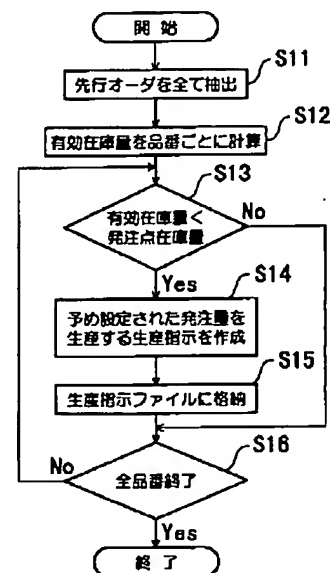 開始
S11
先行オーダを全て抽出
S12
有効在庫量を品番ごとに計算
S13
有効在庫量<
発注点在庫量
No
Yes
S14
予め設定された発注量を
生産する生産指示を作成
S15
生産指示ファイルに格納
S16
No
全品番終了
Yes
終了